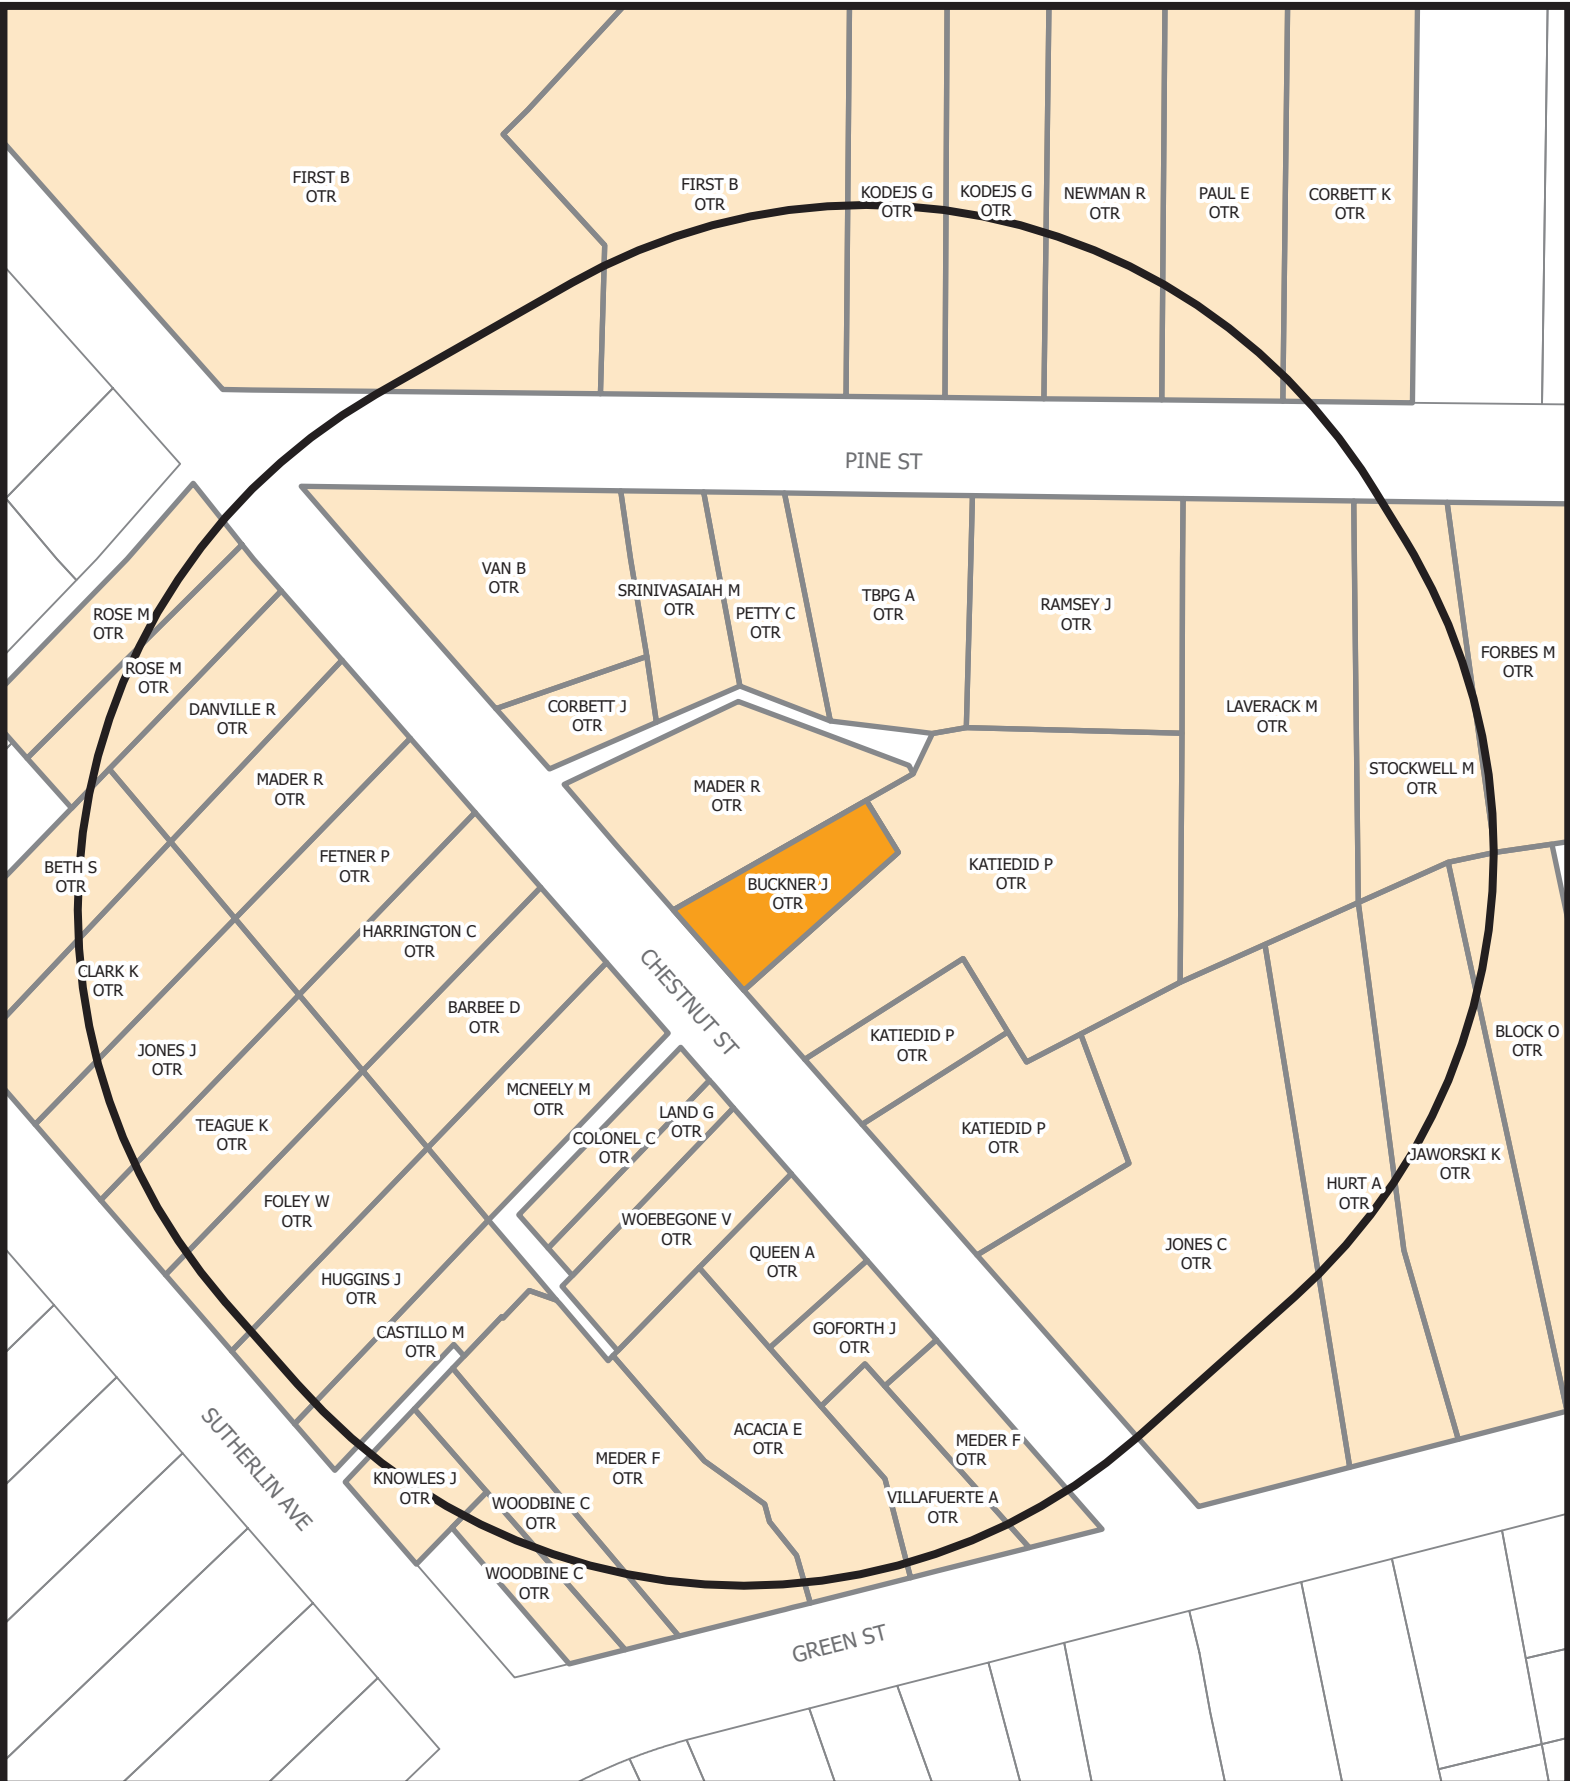 FIRST B
OTR
FIRST B
OTR
KODEJS G
OTR
KODEJS G
OTR
NEWMAN R
OTR
PAUL E
OTR
CORBETT K
OTR
PINE ST
VAN B
OTR
SRINIVASAIAH M
OTR
PETTY C
OTR
TBPG A
OTR
RAMSEY J
OTR
FORBES M
OTR
ROSE M
OTR
ROSE M
OTR
DANVILLE R
OTR
CORBETT J
OTR
LAVERACK M
OTR
STOCKWELL M
OTR
MADER R
OTR
MADER R
OTR
BETH S
OTR
FETNER P
OTR
BUCKNER J
OTR
KATIEDID P
OTR
HARRINGTON C
OTR
CLARK K
OTR
BARBEE D
OTR
CHESTNUT ST
KATIEDID P
OTR
BLOCK O
OTR
JONES J
OTR
MCNEELY M
OTR
LAND G
OTR
COLONEL C
OTR
TEAGUE K
OTR
KATIEDID P
OTR
JAWORSKI K
OTR
HURT A
OTR
FOLEY W
OTR
WOEBEGONE V
OTR
QUEEN A
OTR
JONES C
OTR
HUGGINS J
OTR
CASTILLO M
OTR
GOFORTH J
OTR
ACACIA E
OTR
MEDER F
OTR
MEDER F
OTR
SUTHERLIN AVE
KNOWLES J
OTR
WOODBINE C
OTR
VILLAFUERTE A
OTR
WOODBINE C
OTR
GREEN ST